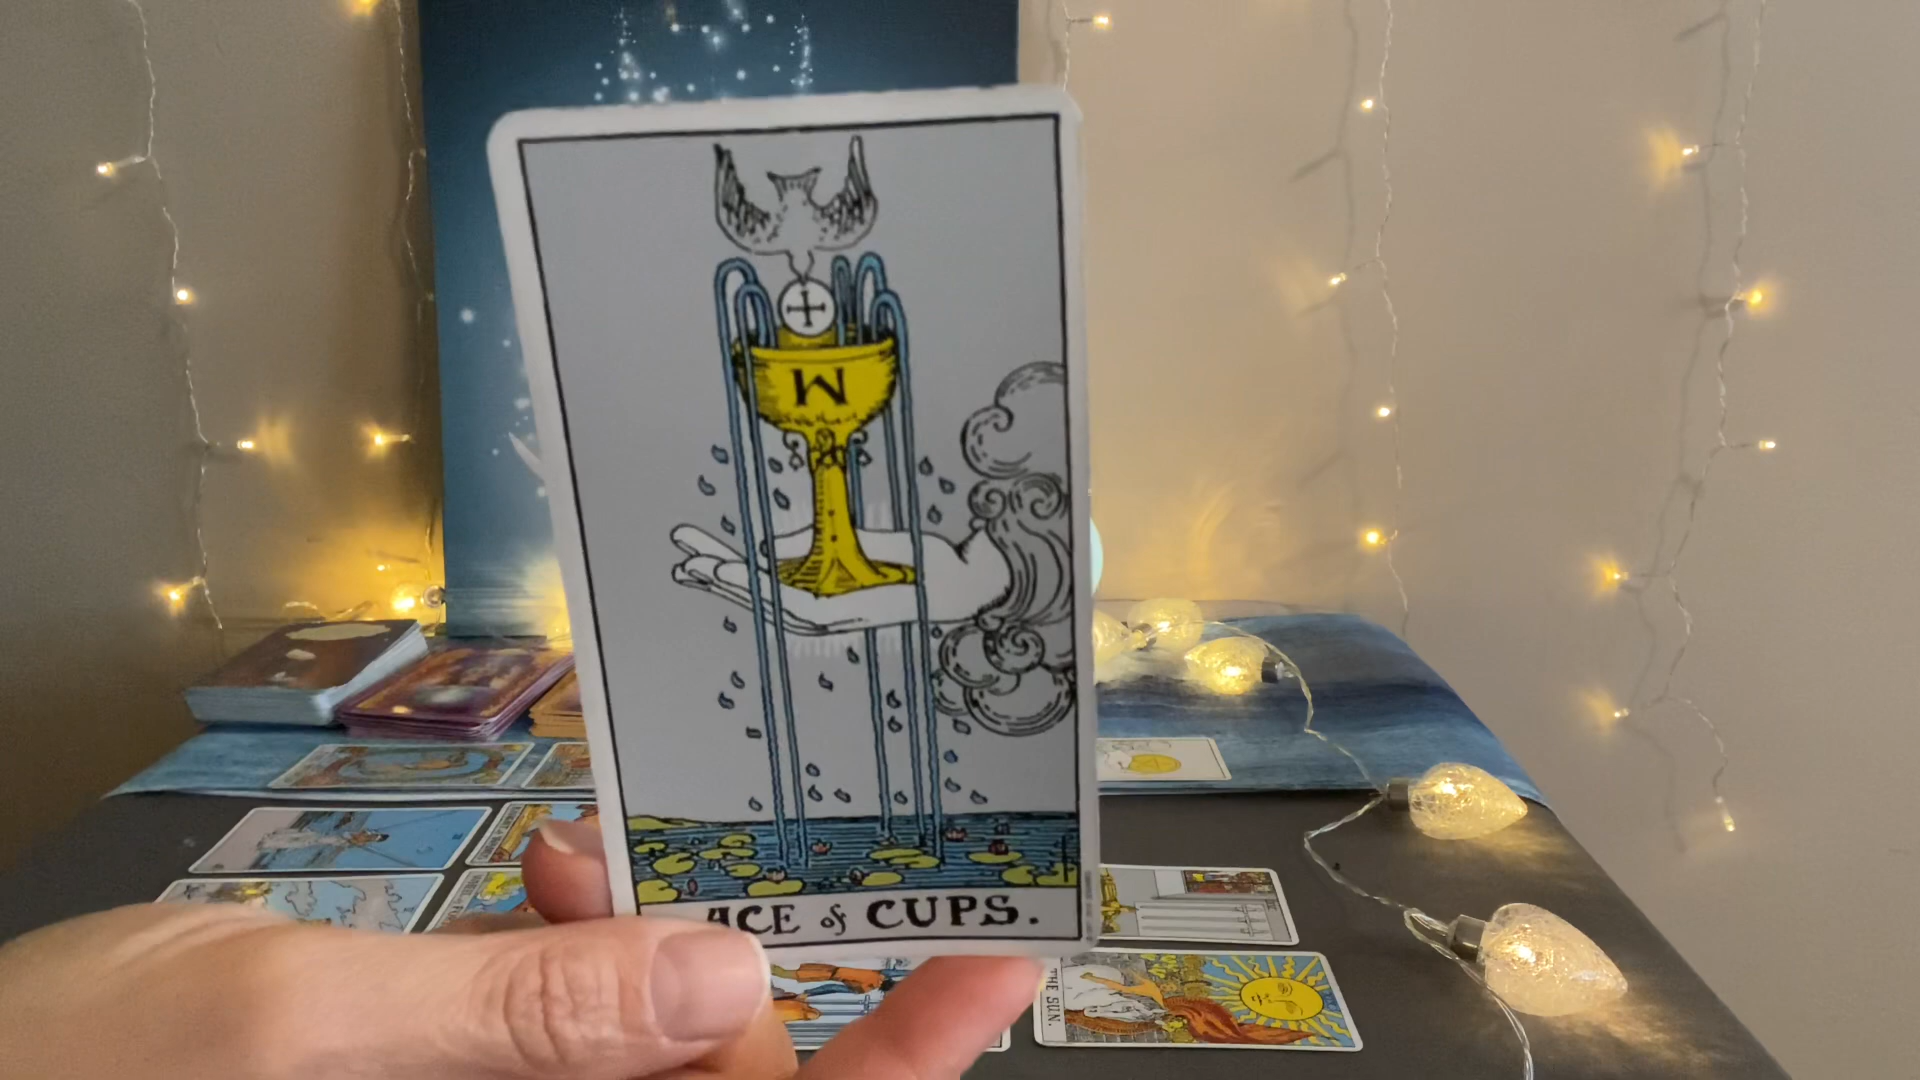 W
ACE of CUPS.
THE SUN.